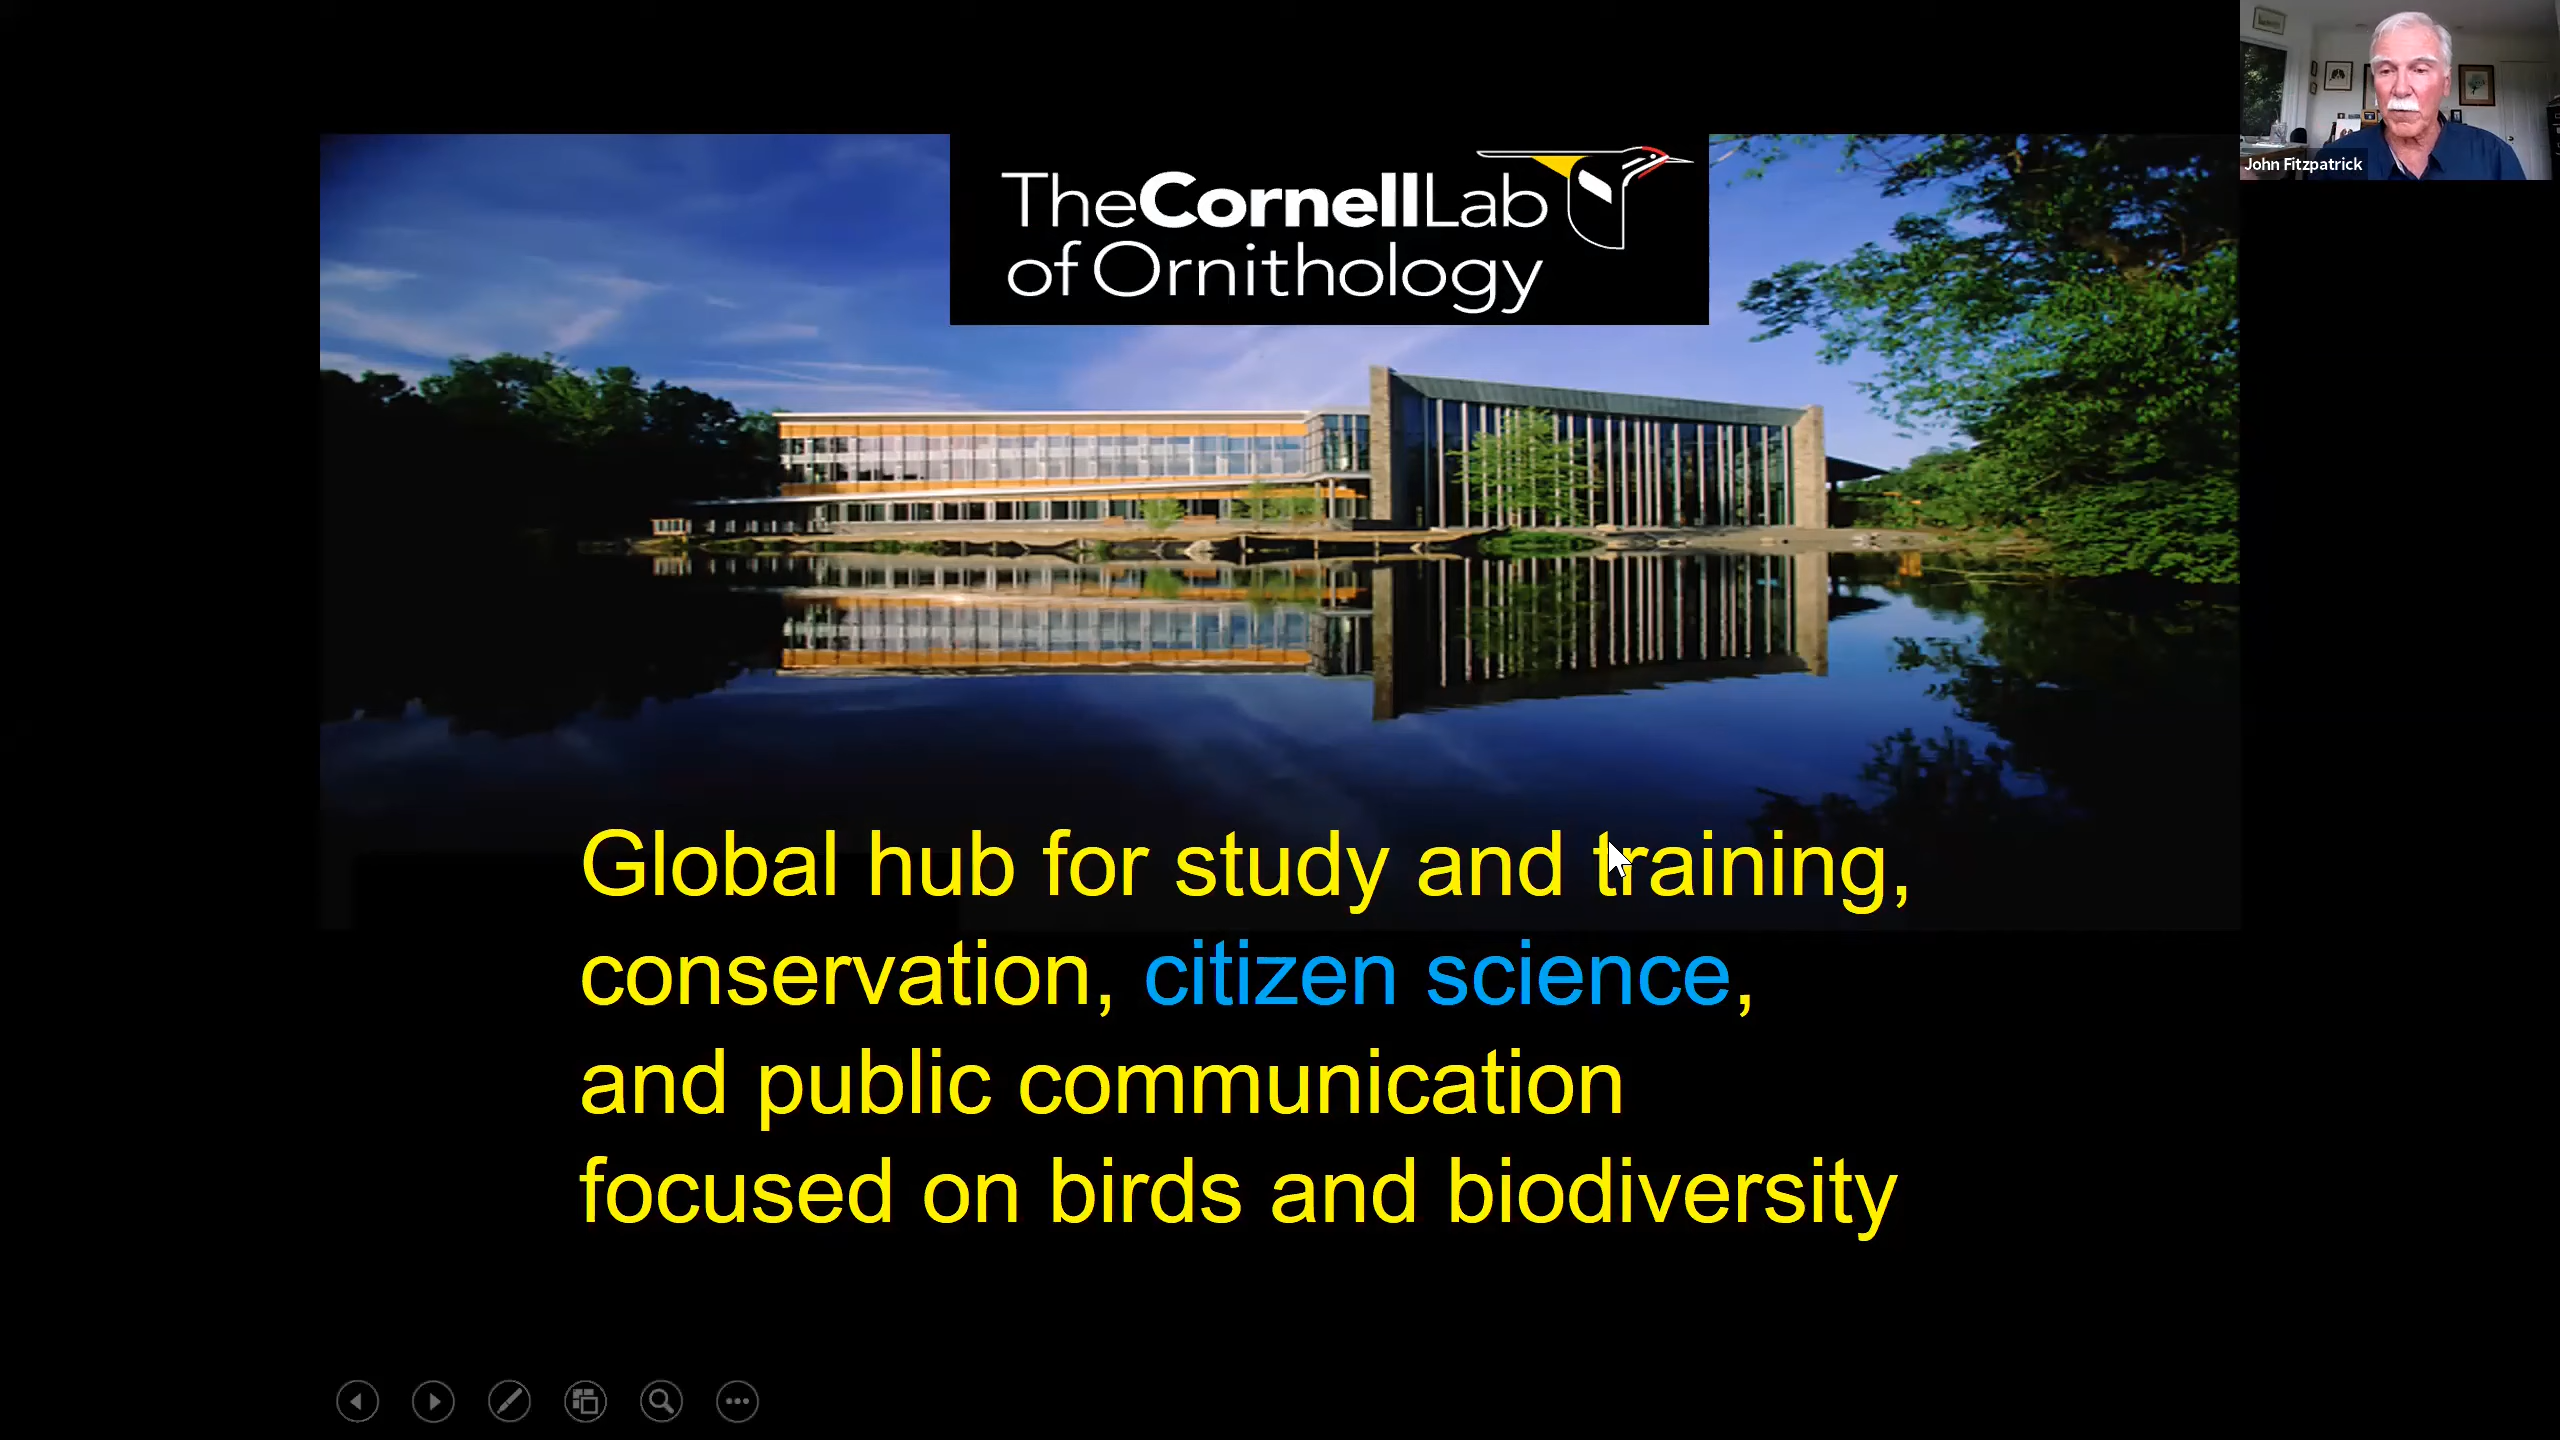 TheCornellLab
of Ornithology
John Fitzpatrick
Global hub for study and training,
conservation, citizen science,
and public communication
focused on birds and biodiversity